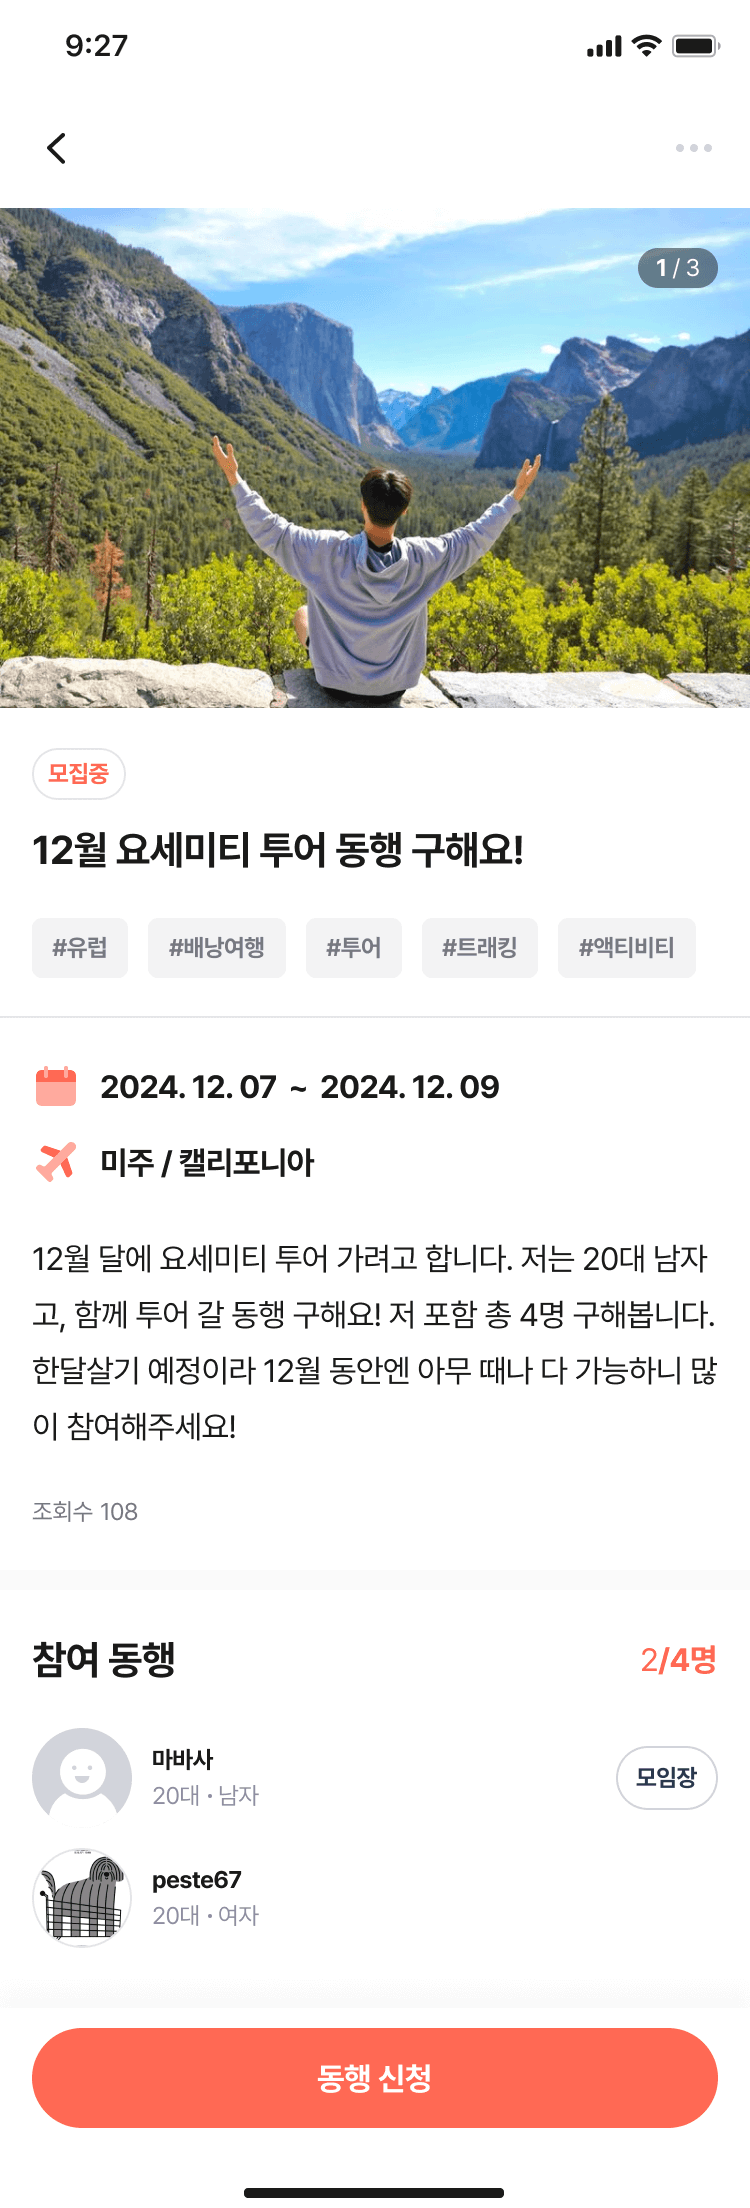 9:27
1 / 3
모집중
12월 요세미티 투어 동행 구해요!
#유럽 #배낭여행 #투어 #트래킹 #액티비티
2024. 12. 07 ~ 2024. 12. 09
미주 / 캘리포니아
12월 달에 요세미티 투어 가려고 합니다. 저는 20대 남자
고, 함께 투어 갈 동행 구해요! 저 포함 총 4명 구해봅니다.
한달살기 예정이라 12월 동안엔 아무 때나 다 가능하니 많
이 참여해주세요!
조회수 108
참여 동행 2/4명
마바사
20대 • 남자
모임장
peste67
20대 • 여자
동행 신청